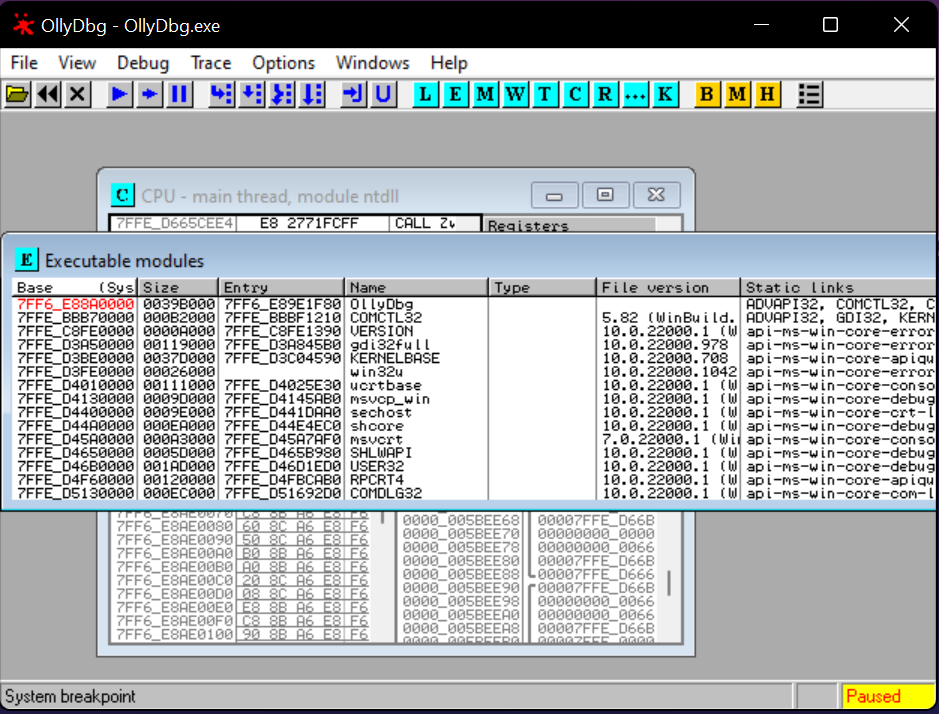 OllyDbg - OllyDbg.exe
File View Debug Trace Options Windows Help
L E M W T C R ... K B M H
C CPU - main thread, module ntdll
7FFE_D665CEE4 E8 2771FCFF CALL Zw
Registers
E Executable modules
Base (Sys Size Entry Name Type File version Static links
7FF6_E88A0000 0039B000 7FF6_E89E1F80 OllyDbg ADVAPI32, COMCTL32, C
7FFE_BBB70000 000B2000 7FFE_BBBF1210 COMCTL32 5.82 (WinBuild. ADVAPI32, GDI32, KERN
7FFE_C8FE0000 0000A000 7FFE_C8FE1390 VERSION 10.0.22000.1 (W api-ms-win-core-error
7FFE_D3A50000 00119000 7FFE_D3A845B0 gdi32full 10.0.22000.978 api-ms-win-core-error
7FFE_D3BE0000 0037D000 7FFE_D3C04590 KERNELBASE 10.0.22000.708 api-ms-win-core-apiqu
7FFE_D3FE0000 00026000 win32u 10.0.22000.1042 api-ms-win-core-error
7FFE_D4010000 00111000 7FFE_D4025E30 ucrtbase 10.0.22000.1 (W api-ms-win-core-conso
7FFE_D4130000 0009D000 7FFE_D4145AB0 msvcp_win 10.0.22000.1 (W api-ms-win-core-debug
7FFE_D4400000 0009E000 7FFE_D441DAA0 sechost 10.0.22000.1 (W api-ms-win-core-crt-l
7FFE_D44A0000 000EA000 7FFE_D44E4EC0 shcore 10.0.22000.1 (W api-ms-win-core-debug
7FFE_D45A0000 000A3000 7FFE_D45A7AF0 msvcrt 7.0.22000.1 (Wi api-ms-win-core-conso
7FFE_D4650000 0005D000 7FFE_D465B980 SHLWAPI 10.0.22000.1 (W api-ms-win-core-debug
7FFE_D46B0000 001AD000 7FFE_D46D1ED0 USER32 10.0.22000.1 (W api-ms-win-core-debug
7FFE_D4F60000 00120000 7FFE_D4FBCAB0 RPCRT4 10.0.22000.1 (W api-ms-win-core-apiqu
7FFE_D5130000 000EC000 7FFE_D51692D0 COMDLG32 10.0.22000.1 (W api-ms-win-core-com-l
7FF6_E8AE0070 C8 8B A6 E8 F6
7FF6_E8AE0080 60 8C A6 E8 F6 0000_005BEE68 00007FFE_D66B
7FF6_E8AE0090 50 8C A6 E8 F6 0000_005BEE70 00000000_0000
7FF6_E8AE00A0 B0 8B A6 E8 F6 0000_005BEE78 00000000_0066
7FF6_E8AE00B0 A0 8B A6 E8 F6 0000_005BEE80 00007FFE_D66B
7FF6_E8AE00C0 20 8C A6 E8 F6 0000_005BEE88 00007FFE_D666
7FF6_E8AE00D0 08 8C A6 E8 F6 0000_005BEE90 00007FFE_D66B
7FF6_E8AE00E0 E8 8B A6 E8 F6 0000_005BEE98 00000000_0066
7FF6_E8AE00F0 C8 8B A6 E8 F6 0000_005BEEA0 00000000_0066
7FF6_E8AE0100 90 8B A6 E8 F6 0000_005BEEA8 00007FFE_D66B
System breakpoint Paused